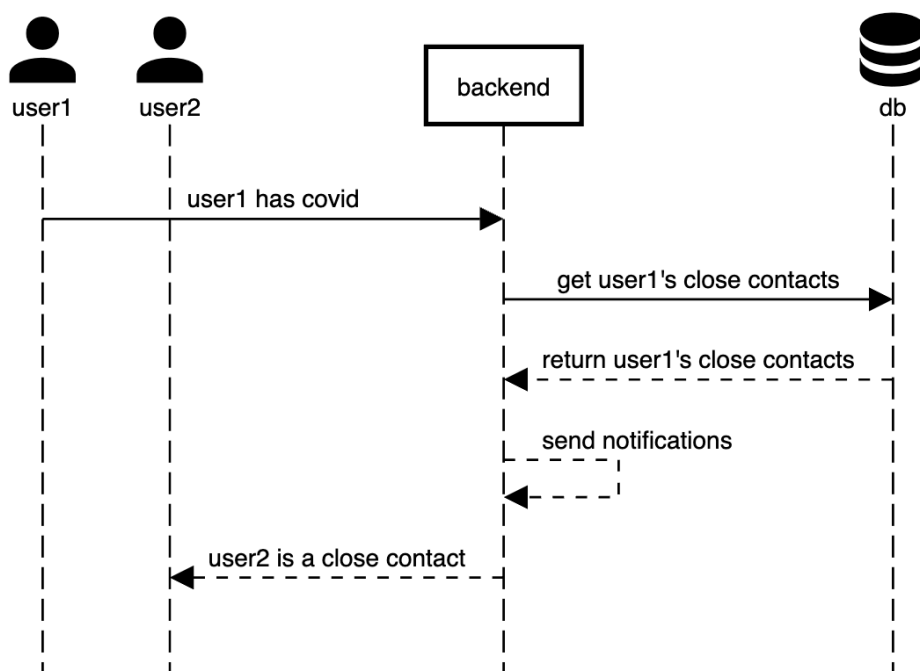 user1
user2
backend
db
user1 has covid
get user1's close contacts
return user1's close contacts
send notifications
user2 is a close contact